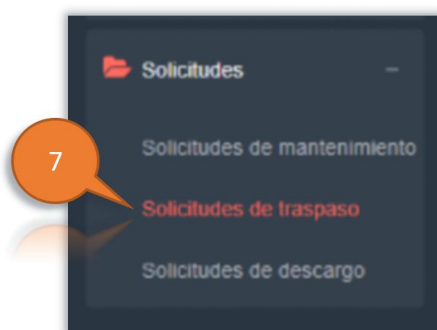 Solicitudes
Solicitudes de mantenimiento
7
Solicitudes de traspaso
Solicitudes de descargo